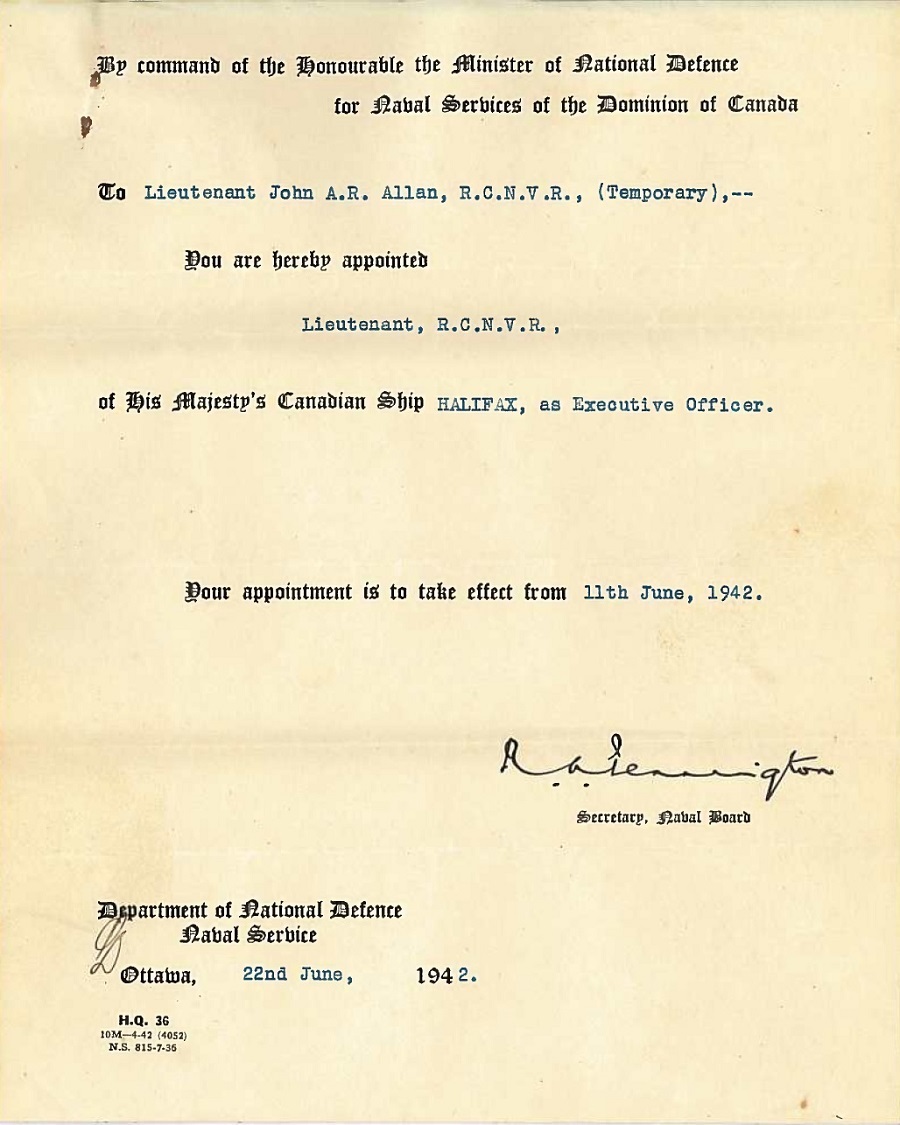 By command of the Honourable the Minister of National Defence
for Naval Services of the Dominion of Canada
To Lieutenant John A.R. Allan, R.C.N.V.R., (Temporary),--
You are hereby appointed
Lieutenant, R.C.N.V.R.,
of His Majesty's Canadian Ship HALIFAX, as Executive Officer.
Your appointment is to take effect from 11th June, 1942.
R. A. Pennington
Secretary, Naval Board
Department of National Defence
Naval Service
Ottawa, 22nd June, 1942.
H.Q. 36
10M—4-42 (4052)
N.S. 815-7-36